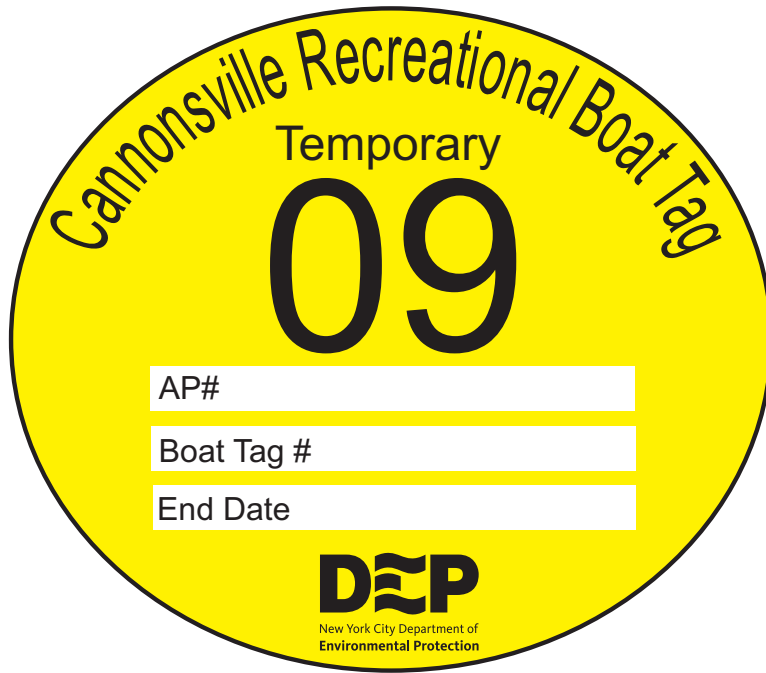 Cannonsville Recreational Boat Tag
Temporary
09
AP#
Boat Tag #
End Date
DEP
New York City Department of
Environmental Protection